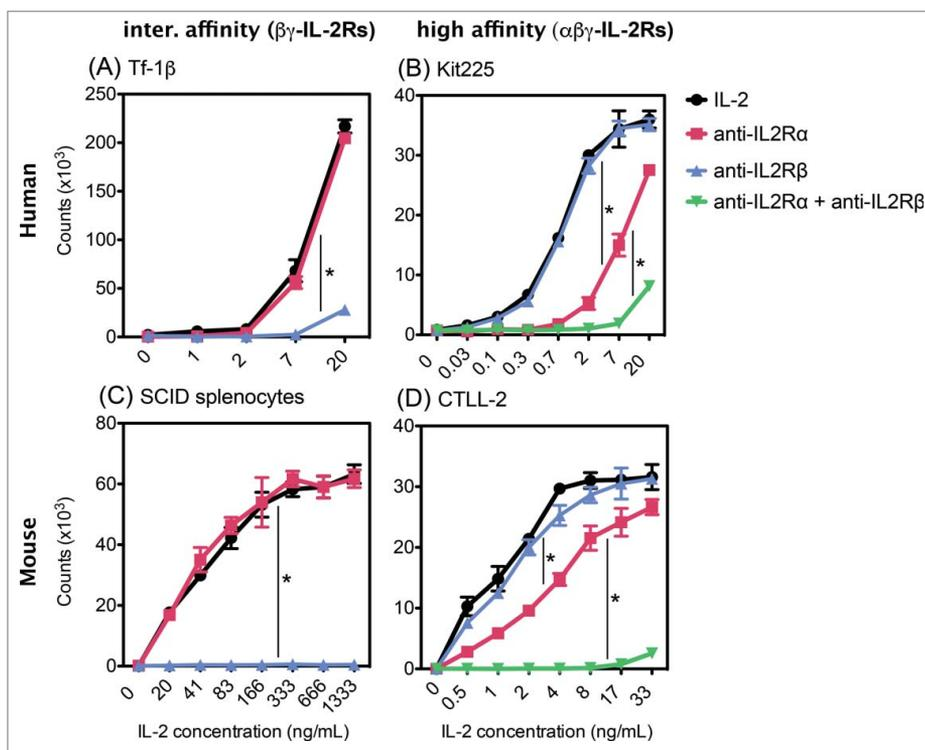 inter. affinity (βγ-IL-2Rs)
high affinity (αβγ-IL-2Rs)
(A) Tf-1β
(B) Kit225
Human
Counts (x10³)
250
200
150
100
50
0
0 1 2 7 20
40
30
20
10
0
0 0.03 0.1 0.3 0.7 2 7 20
*
*
*
IL-2
anti-IL2Rα
anti-IL2Rβ
anti-IL2Rα + anti-IL2Rβ
(C) SCID splenocytes
(D) CTLL-2
Mouse
Counts (x10³)
80
60
40
20
0
0 20 41 83 166 333 666 1333
IL-2 concentration (ng/mL)
40
30
20
10
0
0 0.5 1 2 4 8 17 33
IL-2 concentration (ng/mL)
*
*
*